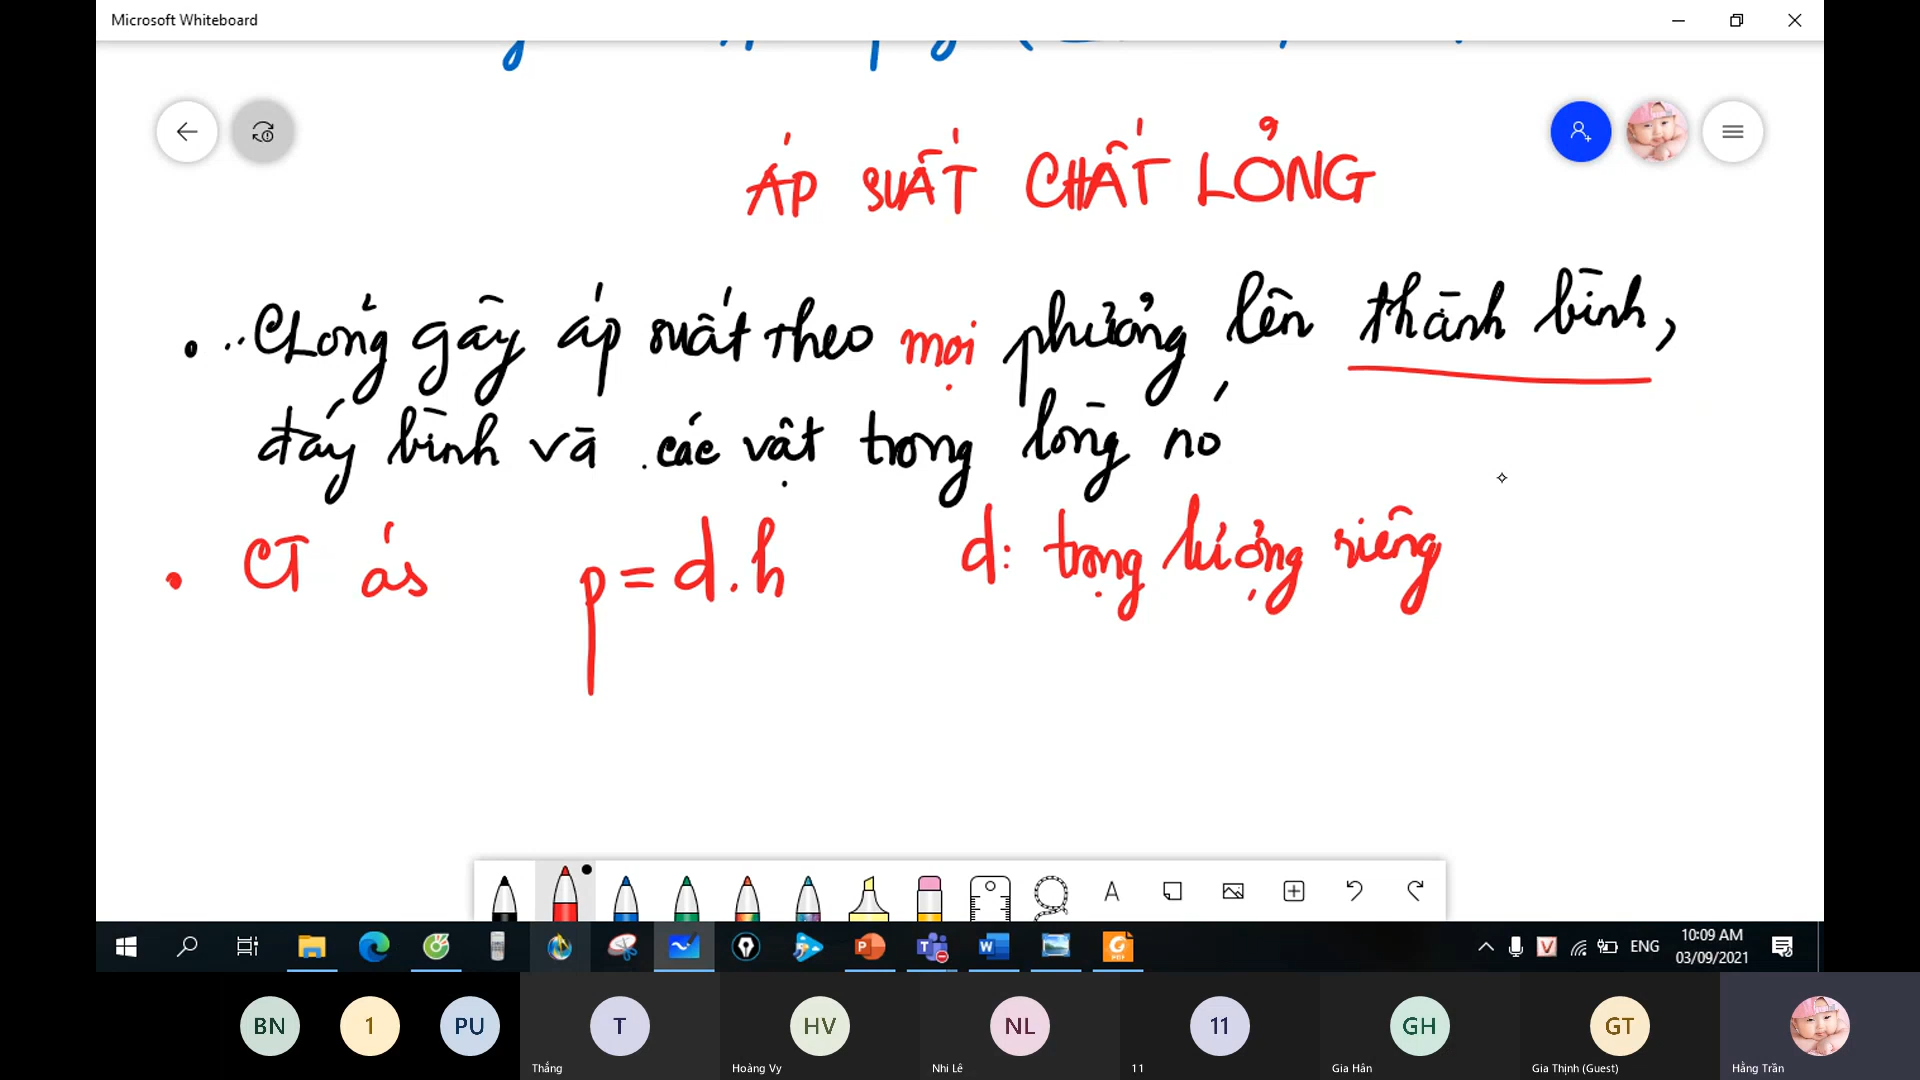 Microsoft Whiteboard
ÁP SUẤT CHẤT LỎNG
CLỏng gây áp suất theo mọi phương lên thành bình,
đáy bình và các vật trong lòng nó
CT ás p = d.h d: trọng lượng riêng
A
ENG
10:09 AM
03/09/2021
BN 1 PU T HV NL 11 GH GT
Thắng Hoàng Vy Nhi Lê 11 Gia Hân Gia Thịnh (Guest) Hằng Trần